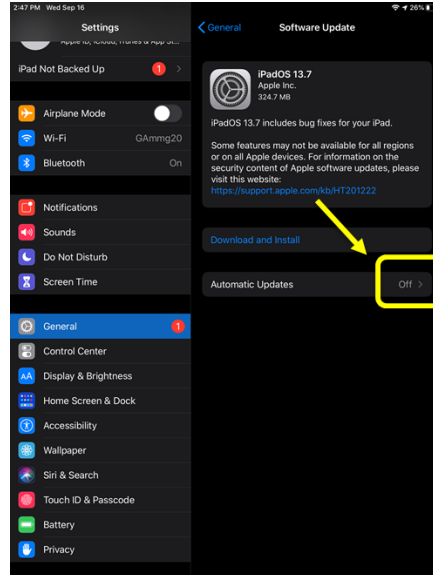 2:47 PM Wed Sep 16
26%
Settings
Apple ID, iCloud, iTunes & App St...
iPad Not Backed Up
1
Airplane Mode
Wi-Fi
GAmmg20
Bluetooth
On
Notifications
Sounds
Do Not Disturb
Screen Time
General
1
Control Center
AA
Display & Brightness
Home Screen & Dock
Accessibility
Wallpaper
Siri & Search
Touch ID & Passcode
Battery
Privacy
General
Software Update
iPadOS 13.7
Apple Inc.
324.7 MB
iPadOS 13.7 includes bug fixes for your iPad.
Some features may not be available for all regions
or on all Apple devices. For information on the
security content of Apple software updates, please
visit this website:
https://support.apple.com/kb/HT201222
Download and Install
Automatic Updates
Off